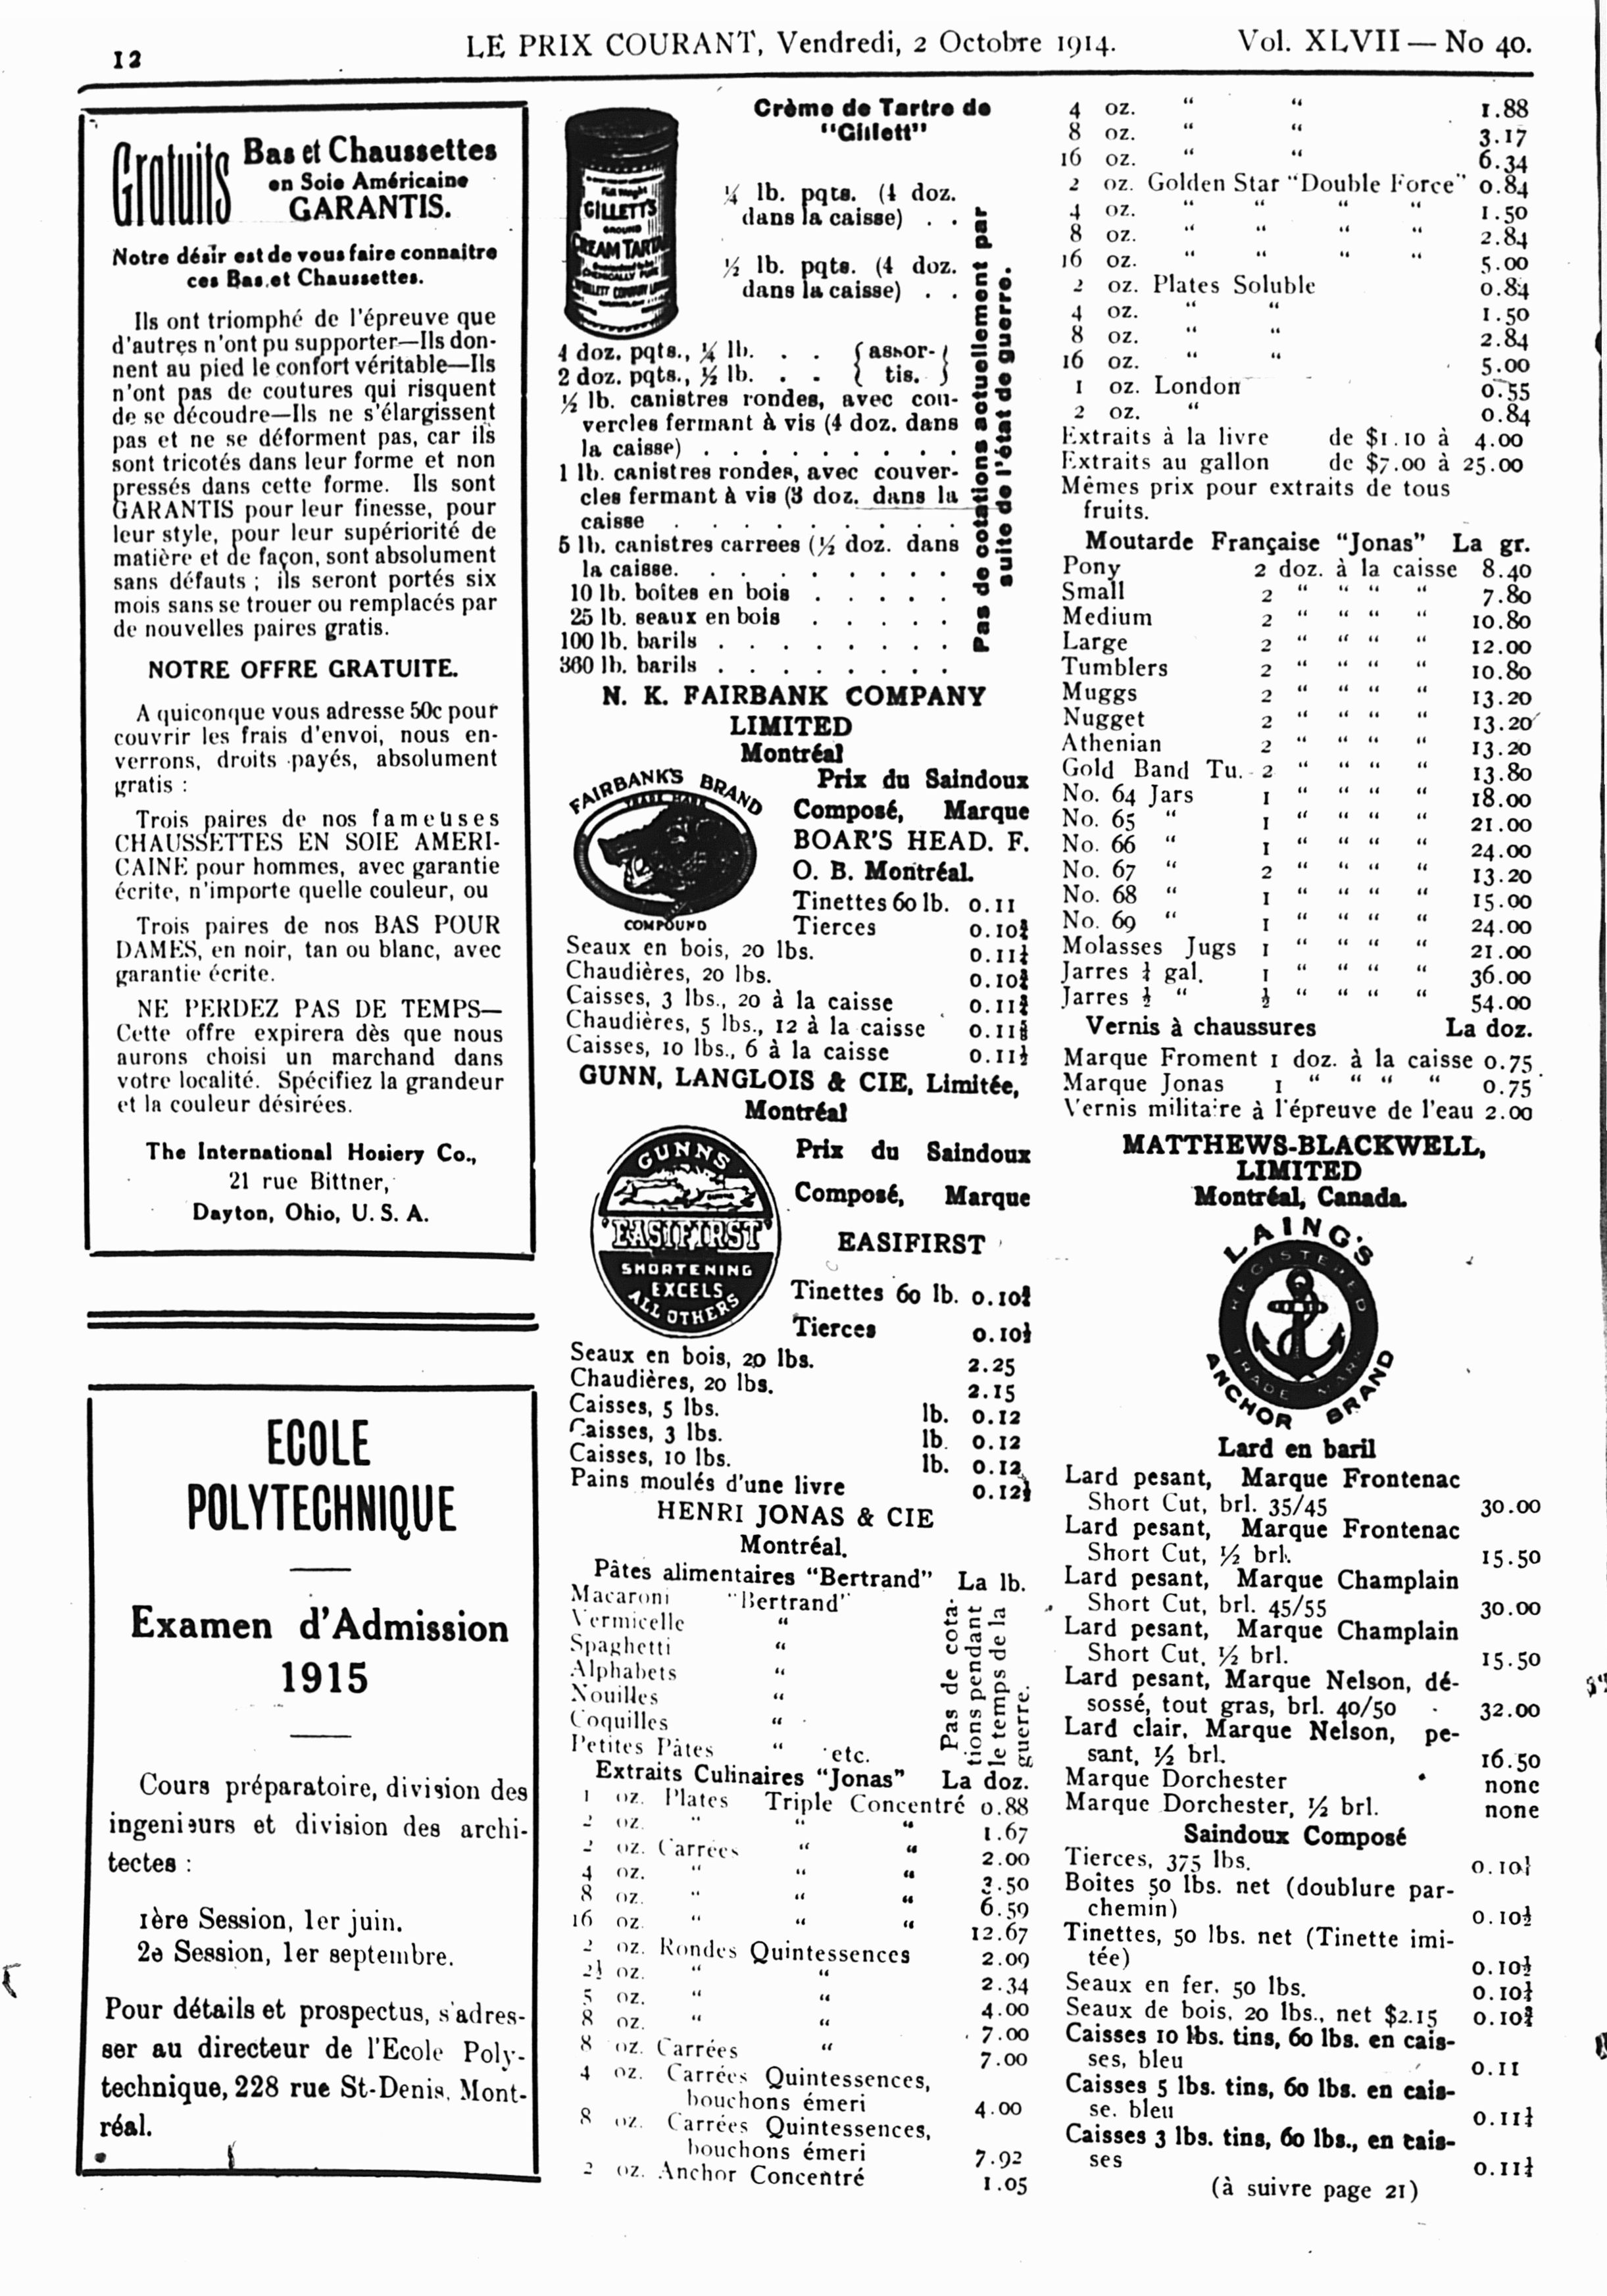 12
LE PRIX COURANT, Vendredi, 2 Octobre 1914.
Vol. XLVII — No 40.
Gratuits
Bas et Chaussettes
en Soie Américaine
GARANTIS.
Notre désir est de vous faire connaitre
ces Bas et Chaussettes.
Ils ont triomphé de l'épreuve que
d'autres n'ont pu supporter—Ils don-
nent au pied le confort véritable—Ils
n'ont pas de coutures qui risquent
de se découdre—Ils ne s'élargissent
pas et ne se déforment pas, car ils
sont tricotés dans leur forme et non
pressés dans cette forme. Ils sont
GARANTIS pour leur finesse, pour
leur style, pour leur supériorité de
matière et de façon, sont absolument
sans défauts ; ils seront portés six
mois sans se trouer ou remplacés par
de nouvelles paires gratis.
NOTRE OFFRE GRATUITE.
A quiconque vous adresse 50c pour
couvrir les frais d'envoi, nous en-
verrons, droits payés, absolument
gratis :
Trois paires de nos fameuses
CHAUSSETTES EN SOIE AMERI-
CAINE pour hommes, avec garantie
écrite, n'importe quelle couleur, ou
Trois paires de nos BAS POUR
DAMES, en noir, tan ou blanc, avec
garantie écrite.
NE PERDEZ PAS DE TEMPS—
Cette offre expirera dès que nous
aurons choisi un marchand dans
votre localité. Spécifiez la grandeur
et la couleur désirées.
The International Hosiery Co.,
21 rue Bittner,
Dayton, Ohio, U. S. A.
ECOLE
POLYTECHNIQUE
Examen d'Admission
1915
Cours préparatoire, division des
ingenieurs et division des archi-
tectes :
1ère Session, 1er juin.
2e Session, 1er septembre.
Pour détails et prospectus, s'adres-
ser au directeur de l'Ecole Poly-
technique, 228 rue St-Denis, Mont-
réal.
Crème de Tartre de
"Gillett"
GILLETT'S
GROUND
CREAM TARTAR
CHEMICALLY PURE
¼ lb. pqts. (4 doz.
dans la caisse) . .
½ lb. pqts. (4 doz.
dans la caisse) . .
4 doz. pqts., ¼ lb. . . { assor- }
2 doz. pqts., ½ lb. . . { tis. }
½ lb. canistres rondes, avec cou-
vercles fermant à vis (4 doz. dans
la caisse) . . . . . . . . .
1 lb. canistres rondes, avec couver-
cles fermant à vis (3 doz. dans la
caisse . . . . . . . . .
5 lb. canistres carrees (½ doz. dans
la caisse. . . . . . . . .
10 lb. boîtes en bois . . . . .
25 lb. seaux en bois . . . . .
100 lb. barils . . . . . . . .
360 lb. barils . . . . . . . .
Pas de cotations actuellement par
suite de l'état de guerre.
N. K. FAIRBANK COMPANY
LIMITED
Montréal
FAIRBANK'S BRAND
TRADE MARK
COMPOUND
Prix du Saindoux
Composé, Marque
BOAR'S HEAD. F.
O. B. Montréal.
Tinettes 60 lb. 0.11
Tierces 0.10¾
Seaux en bois, 20 lbs. 0.11¼
Chaudières, 20 lbs. 0.10¾
Caisses, 3 lbs., 20 à la caisse 0.11¾
Chaudières, 5 lbs., 12 à la caisse 0.11⅝
Caisses, 10 lbs., 6 à la caisse 0.11½
GUNN, LANGLOIS & CIE, Limitée,
Montréal
GUNNS
"EASIFIRST"
SHORTENING
EXCELS
ALL OTHERS
Prix du Saindoux
Composé, Marque
EASIFIRST
Tinettes 60 lb. 0.10¾
Tierces 0.10½
Seaux en bois, 20 lbs. 2.25
Chaudières, 20 lbs. 2.15
Caisses, 5 lbs. lb. 0.12
Caisses, 3 lbs. lb. 0.12
Caisses, 10 lbs. lb. 0.12
Pains moulés d'une livre 0.12½
HENRI JONAS & CIE
Montréal.
Pâtes alimentaires "Bertrand" La lb.
Macaroni "Bertrand"
Vermicelle "
Spaghetti "
Alphabets "
Nouilles "
Coquilles "
Petites Pâtes " etc.
Pas de cota-
tions pendant
le temps de la
guerre.
Extraits Culinaires "Jonas" La doz.
1 oz. Plates Triple Concentré 0.88
2 oz. " " " 1.67
2 oz. Carrées " " 2.00
4 oz. " " " 3.50
8 oz. " " " 6.59
16 oz. " " " 12.67
2 oz. Rondes Quintessences 2.09
2½ oz. " " 2.34
5 oz. " " 4.00
8 oz. " " 7.00
8 oz. Carrées " 7.00
4 oz. Carrées Quintessences,
bouchons émeri 4.00
8 oz. Carrées Quintessences,
bouchons émeri 7.92
2 oz. Anchor Concentré 1.05
4 oz. " " 1.88
8 oz. " " 3.17
16 oz. " " 6.34
2 oz. Golden Star "Double Force" 0.84
4 oz. " " " " 1.50
8 oz. " " " " 2.84
16 oz. " " " " 5.00
2 oz. Plates Soluble 0.84
4 oz. " " 1.50
8 oz. " " 2.84
16 oz. " " 5.00
1 oz. London 0.55
2 oz. " 0.84
Extraits à la livre de $1.10 à 4.00
Extraits au gallon de $7.00 à 25.00
Mêmes prix pour extraits de tous
fruits.
Moutarde Française "Jonas" La gr.
Pony 2 doz. à la caisse 8.40
Small 2 " " " " 7.80
Medium 2 " " " " 10.80
Large 2 " " " " 12.00
Tumblers 2 " " " " 10.80
Muggs 2 " " " " 13.20
Nugget 2 " " " " 13.20
Athenian 2 " " " " 13.20
Gold Band Tu. 2 " " " " 13.80
No. 64 Jars 1 " " " " 18.00
No. 65 " 1 " " " " 21.00
No. 66 " 1 " " " " 24.00
No. 67 " 2 " " " " 13.20
No. 68 " 1 " " " " 15.00
No. 69 " 1 " " " " 24.00
Molasses Jugs 1 " " " " 21.00
Jarres ¼ gal. 1 " " " " 36.00
Jarres ½ " ½ " " " " 54.00
Vernis à chaussures La doz.
Marque Froment 1 doz. à la caisse 0.75
Marque Jonas 1 " " " " 0.75
Vernis militaire à l'épreuve de l'eau 2.00
MATTHEWS-BLACKWELL,
LIMITED
Montréal, Canada.
LAING'S
REGISTERED
TRADE MARK
ANCHOR BRAND
Lard en baril
Lard pesant, Marque Frontenac
Short Cut, brl. 35/45 30.00
Lard pesant, Marque Frontenac
Short Cut, ½ brl. 15.50
Lard pesant, Marque Champlain
Short Cut, brl. 45/55 30.00
Lard pesant, Marque Champlain
Short Cut, ½ brl. 15.50
Lard pesant, Marque Nelson, dé-
sossé, tout gras, brl. 40/50 32.00
Lard clair, Marque Nelson, pe-
sant, ½ brl. 16.50
Marque Dorchester none
Marque Dorchester, ½ brl. none
Saindoux Composé
Tierces, 375 lbs.
Boîtes 50 lbs. net (doublure par-
chemin) 0.10½
Tinettes, 50 lbs. net (Tinette imi-
tée) 0.10½
Seaux en fer, 50 lbs.
Seaux de bois, 20 lbs., net $2.15 0.10¾
Caisses 10 lbs. tins, 60 lbs. en cais-
ses, bleu 0.11
Caisses 5 lbs. tins, 60 lbs. en cais-
se. bleu
Caisses 3 lbs. tins, 60 lbs., en cais-
ses
(à suivre page 21)